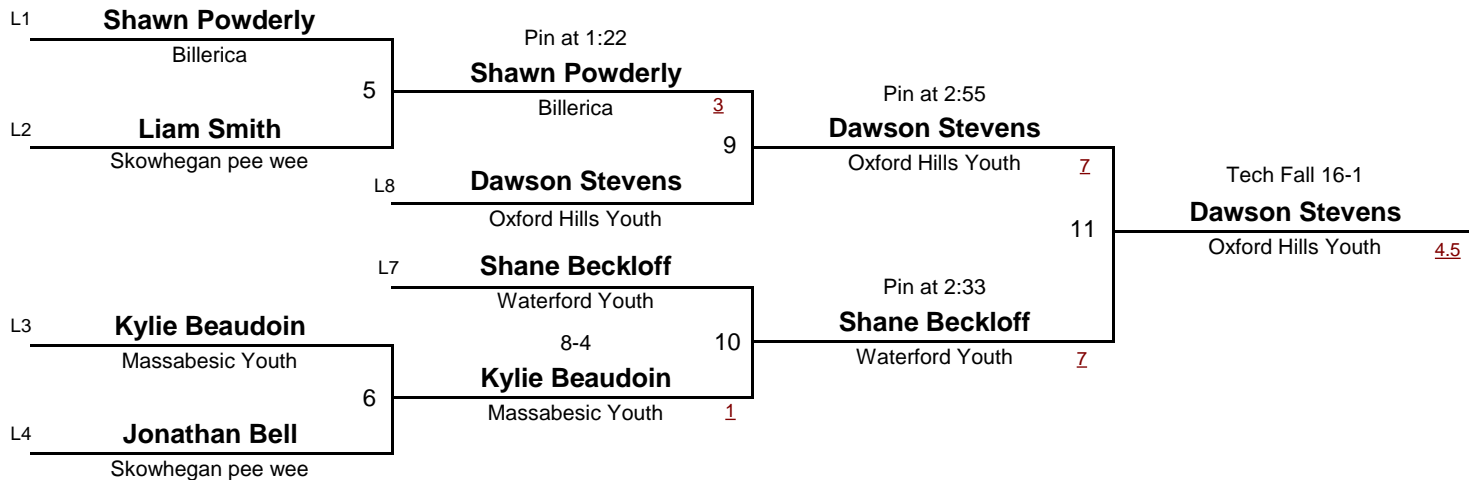 L1
Shawn Powderly
Billerica
5
L2
Liam Smith
Skowhegan pee wee
Pin at 1:22
Shawn Powderly
Billerica
3
9
L8
Dawson Stevens
Oxford Hills Youth
Pin at 2:55
Dawson Stevens
Oxford Hills Youth
7
11
Tech Fall 16-1
Dawson Stevens
Oxford Hills Youth
4.5
L7
Shane Beckloff
Waterford Youth
L3
Kylie Beaudoin
Massabesic Youth
6
L4
Jonathan Bell
Skowhegan pee wee
8-4
10
Kylie Beaudoin
Massabesic Youth
1
Pin at 2:33
Shane Beckloff
Waterford Youth
7